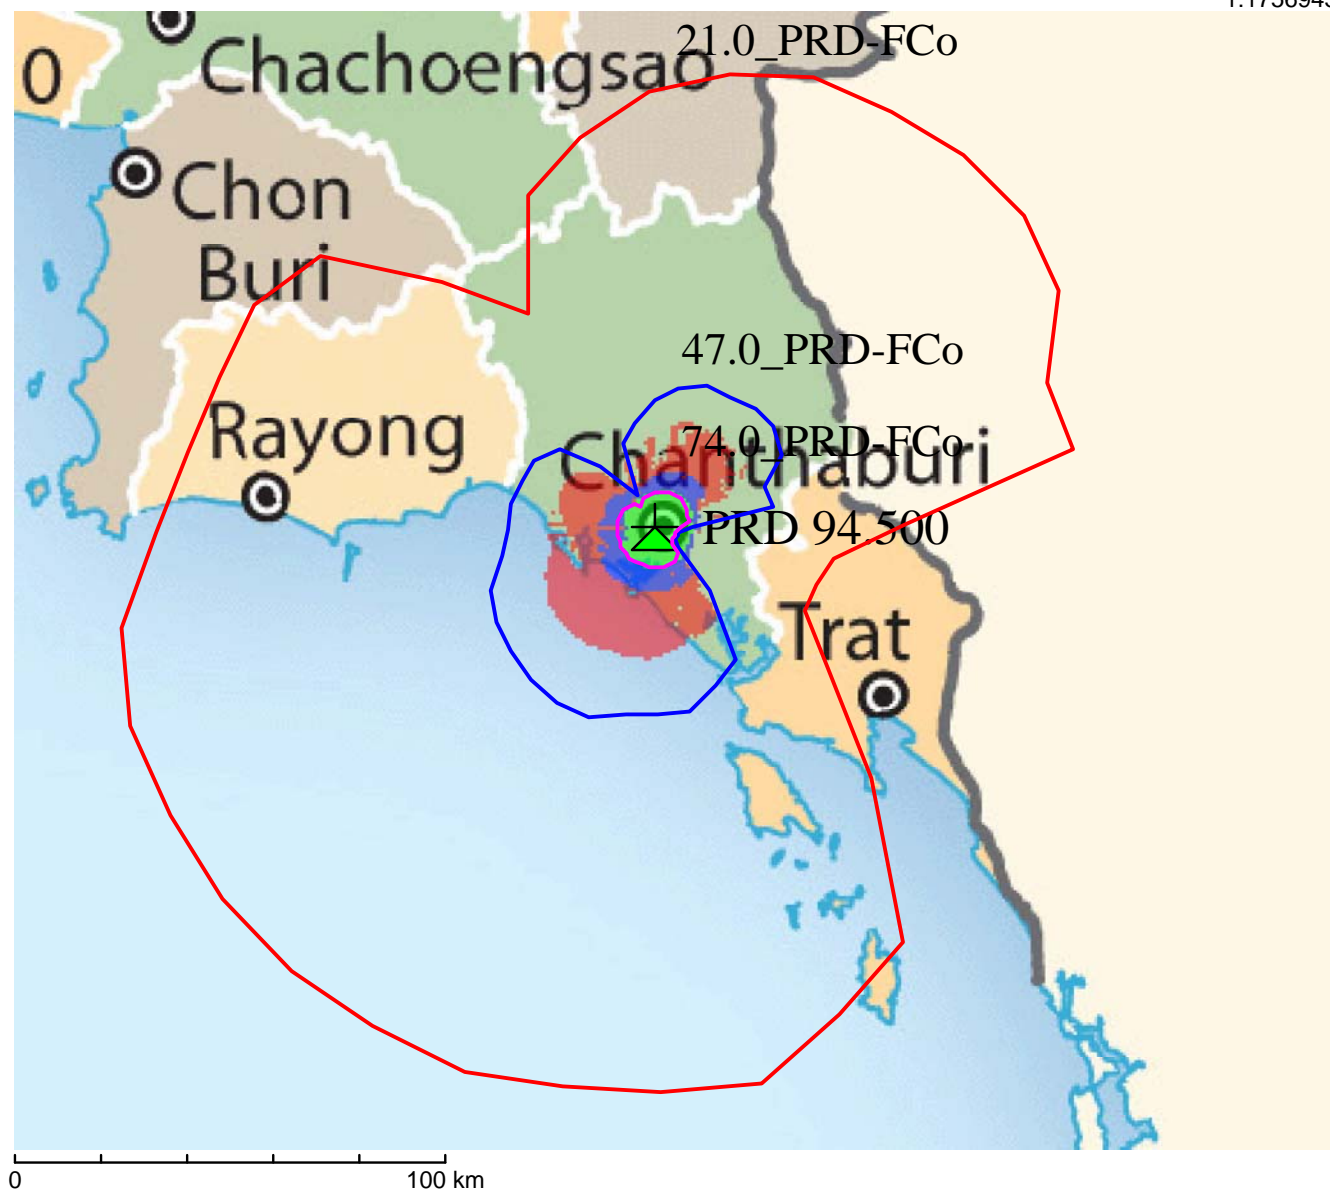 21.0_PRD-FCo
0
Chachoengsao
Chon
Buri
47.0_PRD-FCo
Rayong
74.0_PRD-FCo
Chanthaburi
PRD 94.500
Trat
0
100 km